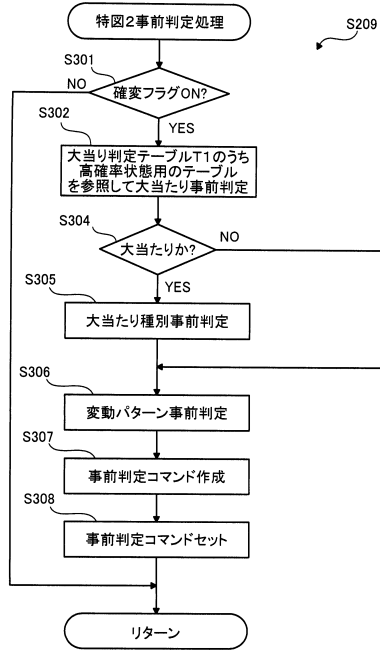 特図２事前判定処理
S209
S301
NO
確変フラグON?
YES
S302
大当り判定テーブルT１のうち
高確率状態用のテーブル
を参照して大当たり事前判定
S304
大当たりか?
NO
YES
S305
大当たり種別事前判定
S306
変動パターン事前判定
S307
事前判定コマンド作成
S308
事前判定コマンドセット
リターン